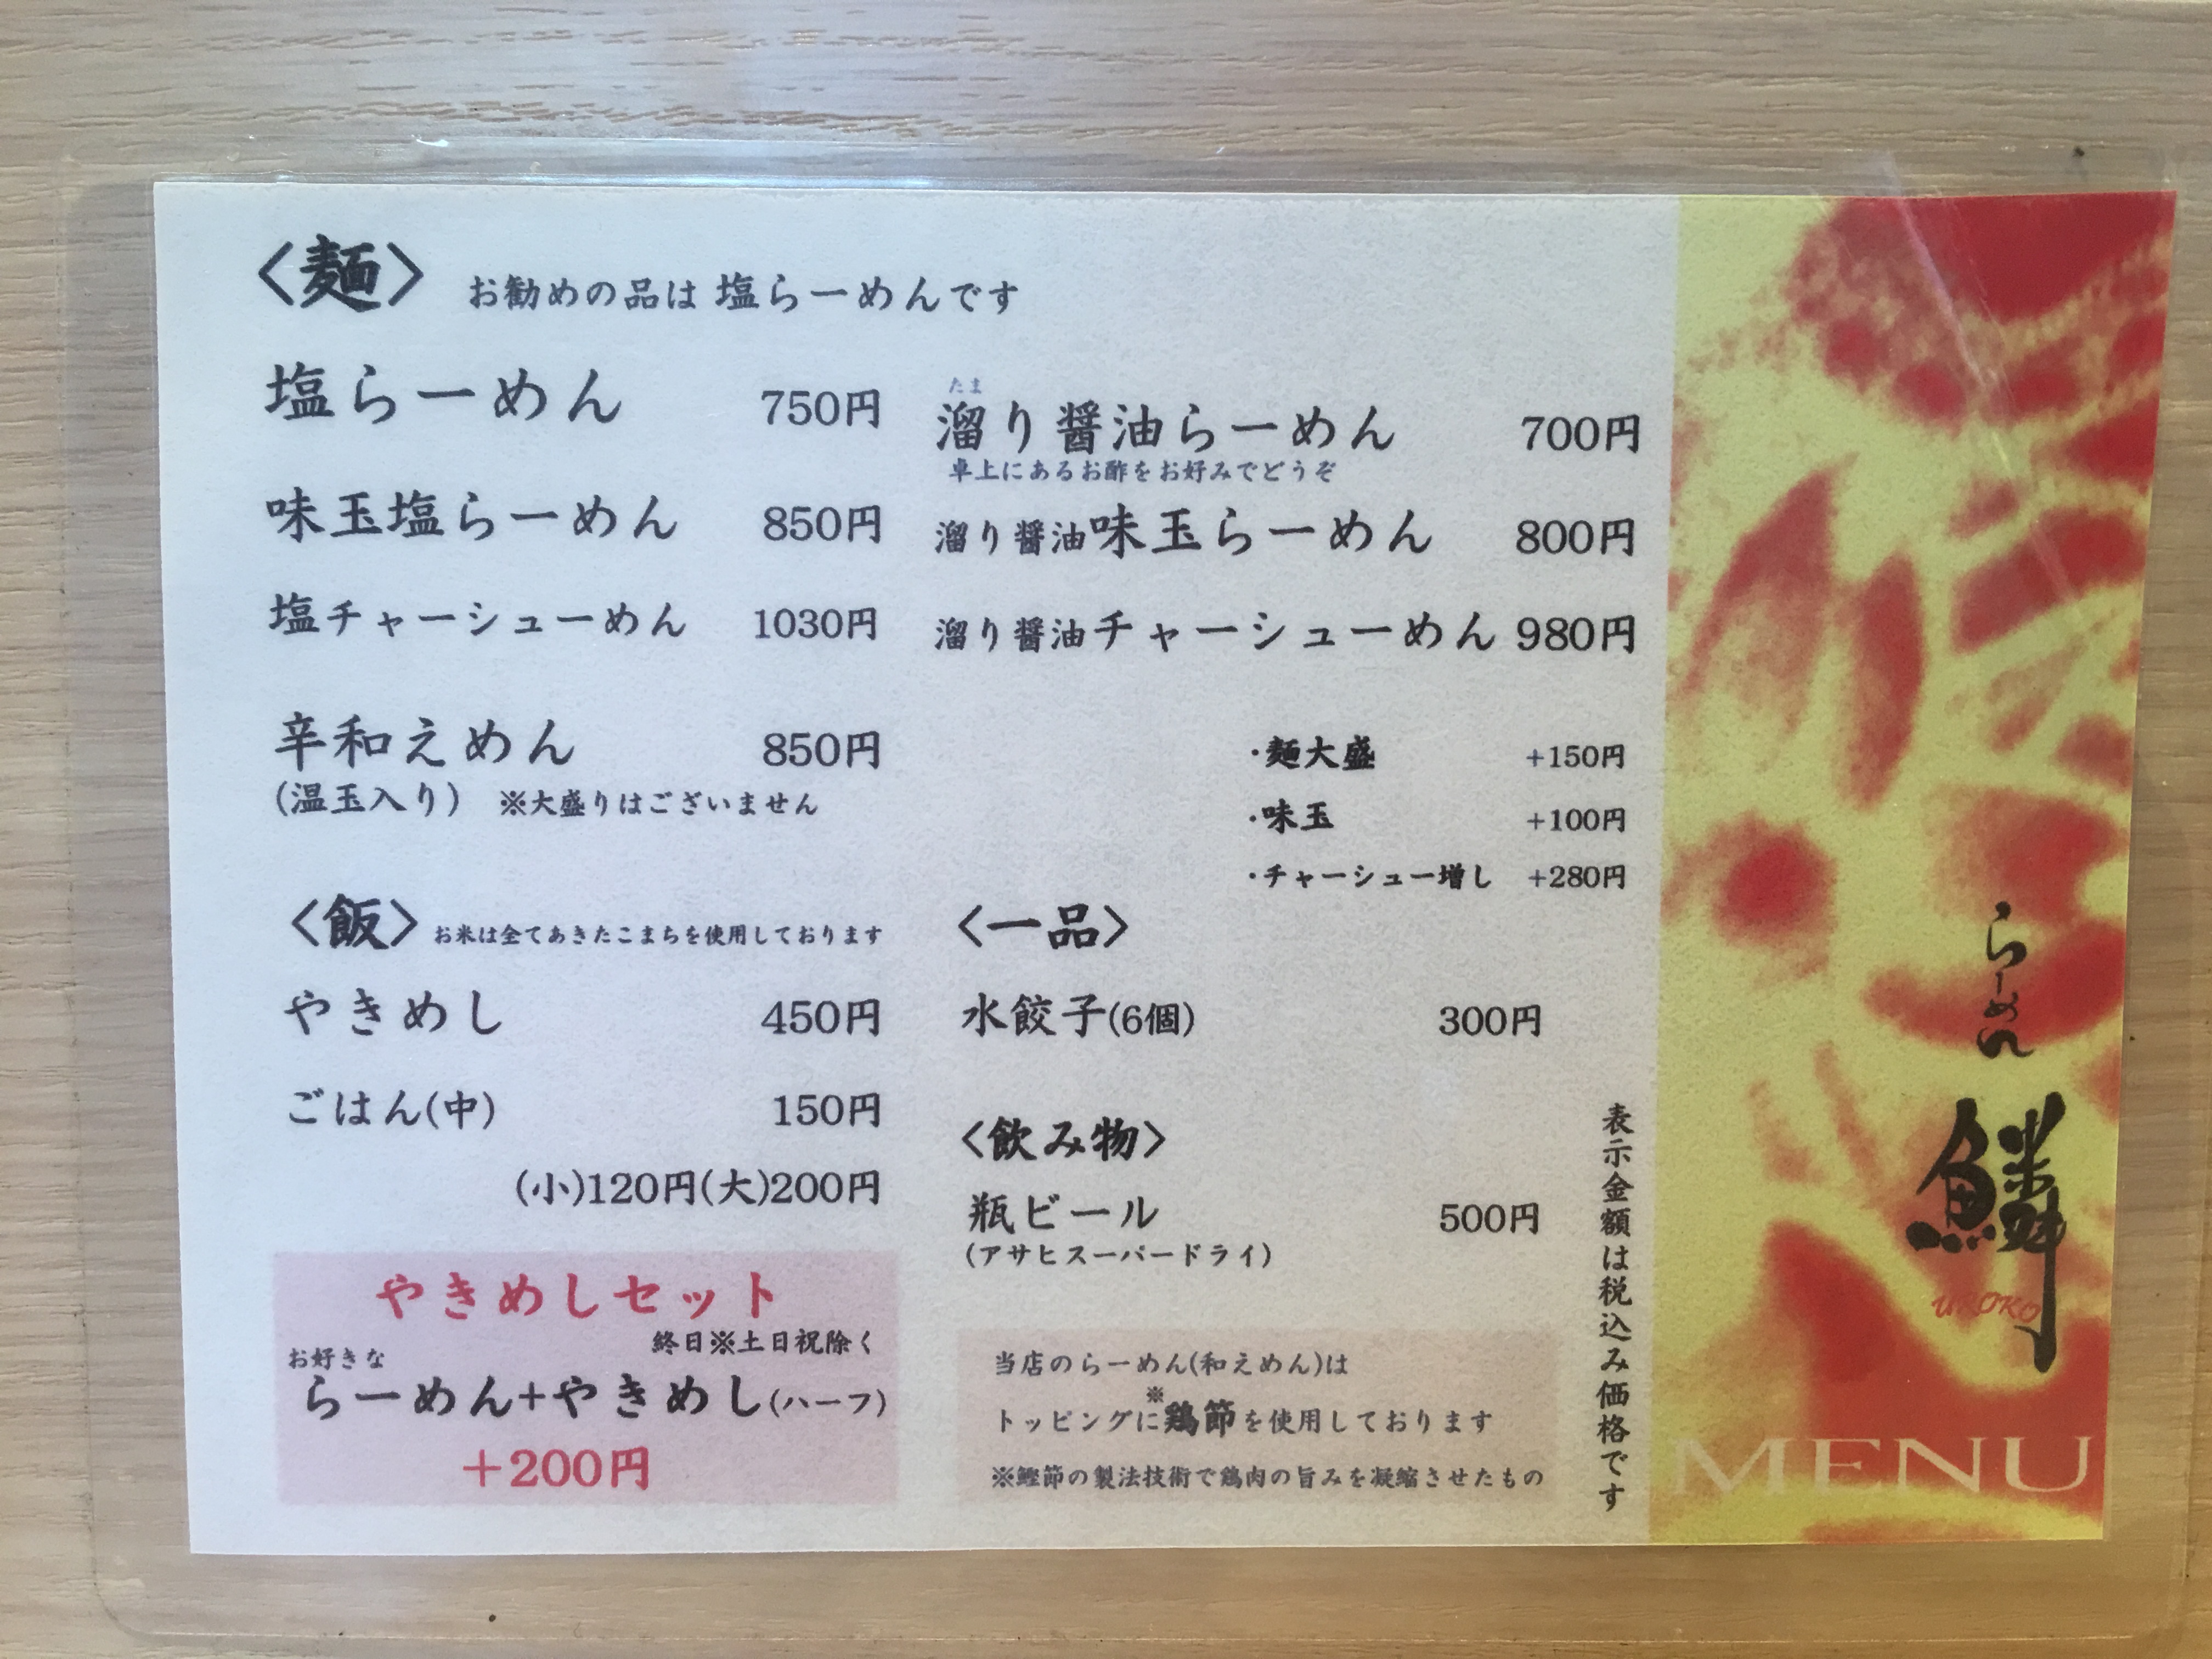 〈麺〉 お勧めの品は 塩らーめんです
塩らーめん 750円
味玉塩らーめん 850円
塩チャーシューめん 1030円
辛和えめん 850円
(温玉入り) ※大盛りはございません
たま
溜り醤油らーめん 700円
卓上にあるお酢をお好みでどうぞ
溜り醤油味玉らーめん 800円
溜り醤油チャーシューめん 980円
・麺大盛 +150円
・味玉 +100円
・チャーシュー増し +280円
〈飯〉 お米は全てあきたこまちを使用しております
やきめし 450円
ごはん(中) 150円
(小)120円(大)200円
やきめしセット
終日※土日祝除く
お好きな
らーめん+やきめし(ハーフ)
+200円
〈一品〉
水餃子(6個) 300円
〈飲み物〉
瓶ビール 500円
(アサヒスーパードライ)
当店のらーめん(和えめん)は
※
トッピングに鶏節を使用しております
※鰹節の製法技術で鶏肉の旨みを凝縮させたもの
表示金額は税込み価格です
らーめん
鱗
UROKO
MENU